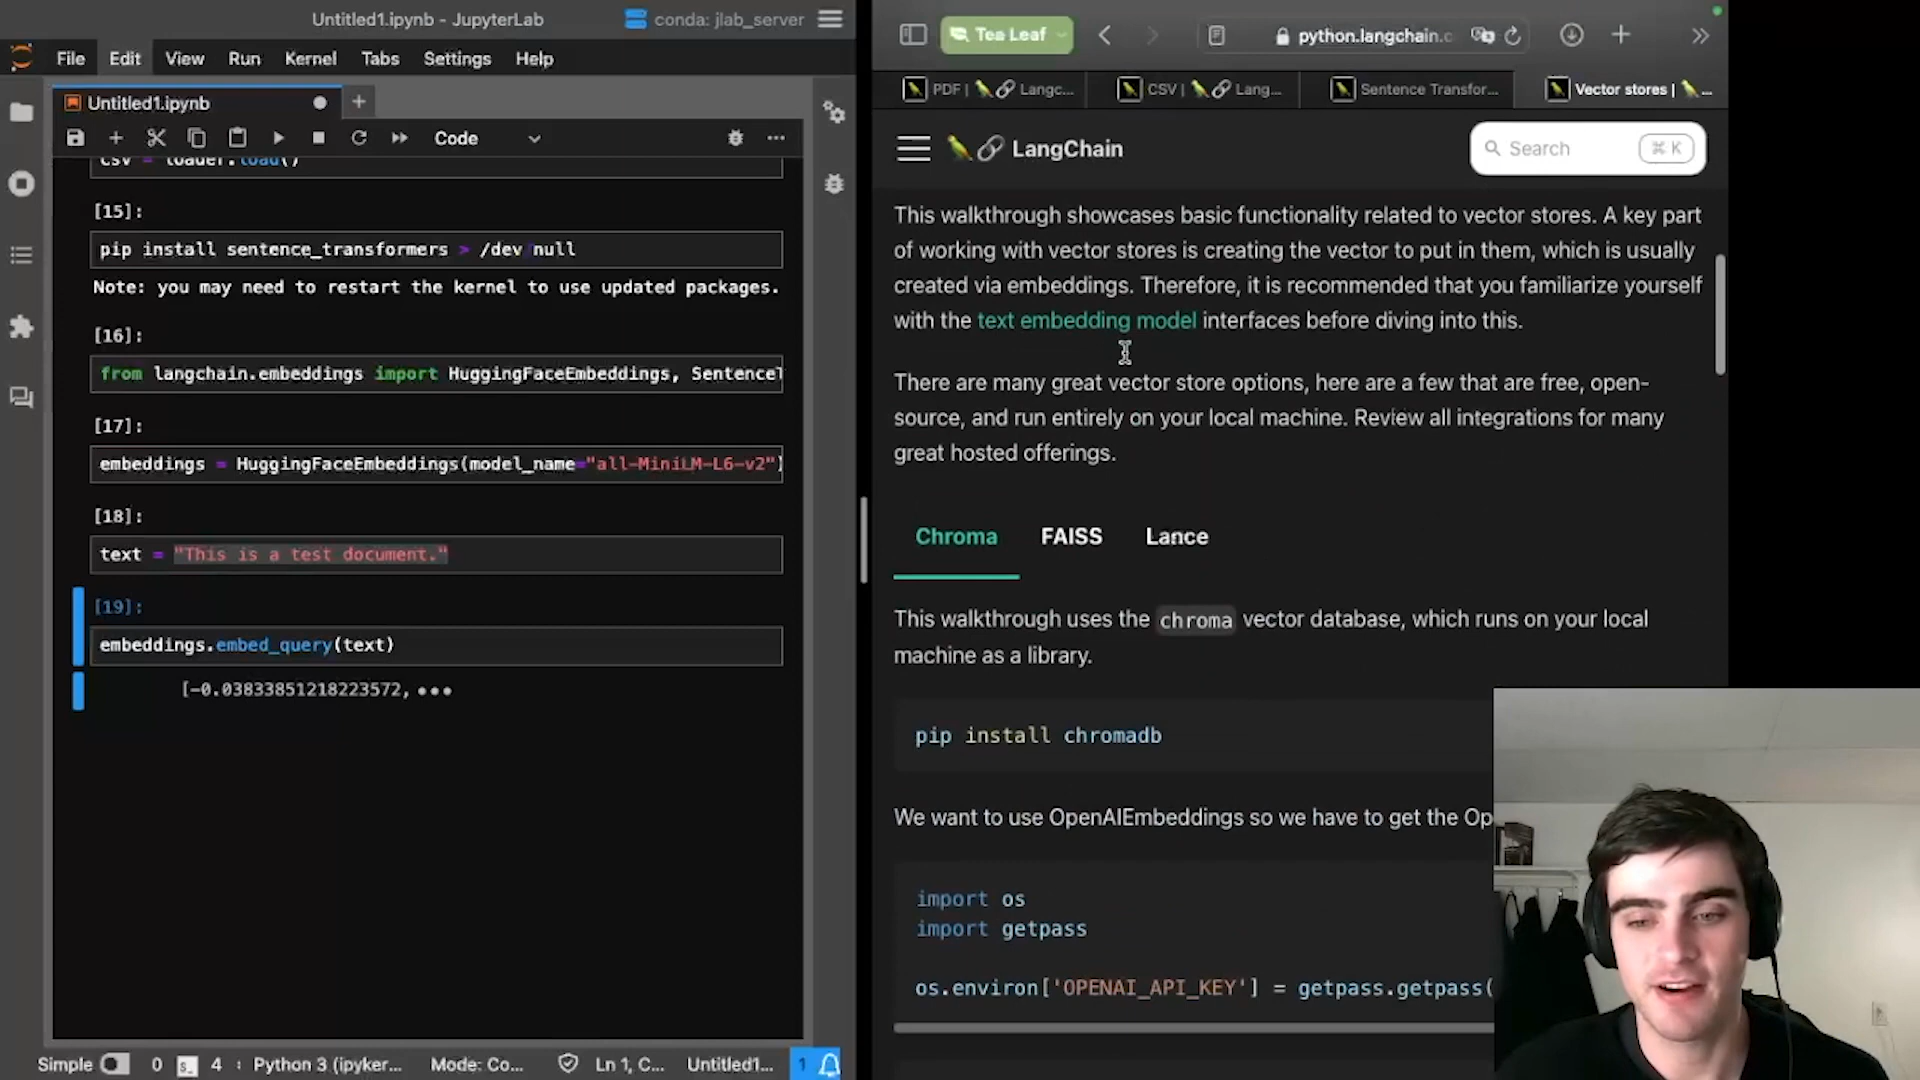 Untitled1.ipynb - JupyterLab
conda: jlab_server
File Edit View Run Kernel Tabs Settings Help
Untitled1.ipynb
Code
csv = loader.load()
[15]:
pip install sentence_transformers > /dev/null
Note: you may need to restart the kernel to use updated packages.
[16]:
from langchain.embeddings import HuggingFaceEmbeddings, SentenceT
[17]:
embeddings = HuggingFaceEmbeddings(model_name="all-MiniLM-L6-v2")
[18]:
text = "This is a test document."
[19]:
embeddings.embed_query(text)
[-0.03833851218223572, •••
Simple 0 4 Python 3 (ipyker... Mode: Co... Ln 1, C... Untitled1... 1
Tea Leaf
python.langchain.c
PDF | Langc...
CSV | Lang...
Sentence Transfor...
Vector stores | ...
LangChain
Search ⌘ K
This walkthrough showcases basic functionality related to vector stores. A key part
of working with vector stores is creating the vector to put in them, which is usually
created via embeddings. Therefore, it is recommended that you familiarize yourself
with the text embedding model interfaces before diving into this.
There are many great vector store options, here are a few that are free, open-
source, and run entirely on your local machine. Review all integrations for many
great hosted offerings.
Chroma FAISS Lance
This walkthrough uses the chroma vector database, which runs on your local
machine as a library.
pip install chromadb
We want to use OpenAIEmbeddings so we have to get the Op
import os
import getpass
os.environ['OPENAI_API_KEY'] = getpass.getpass(